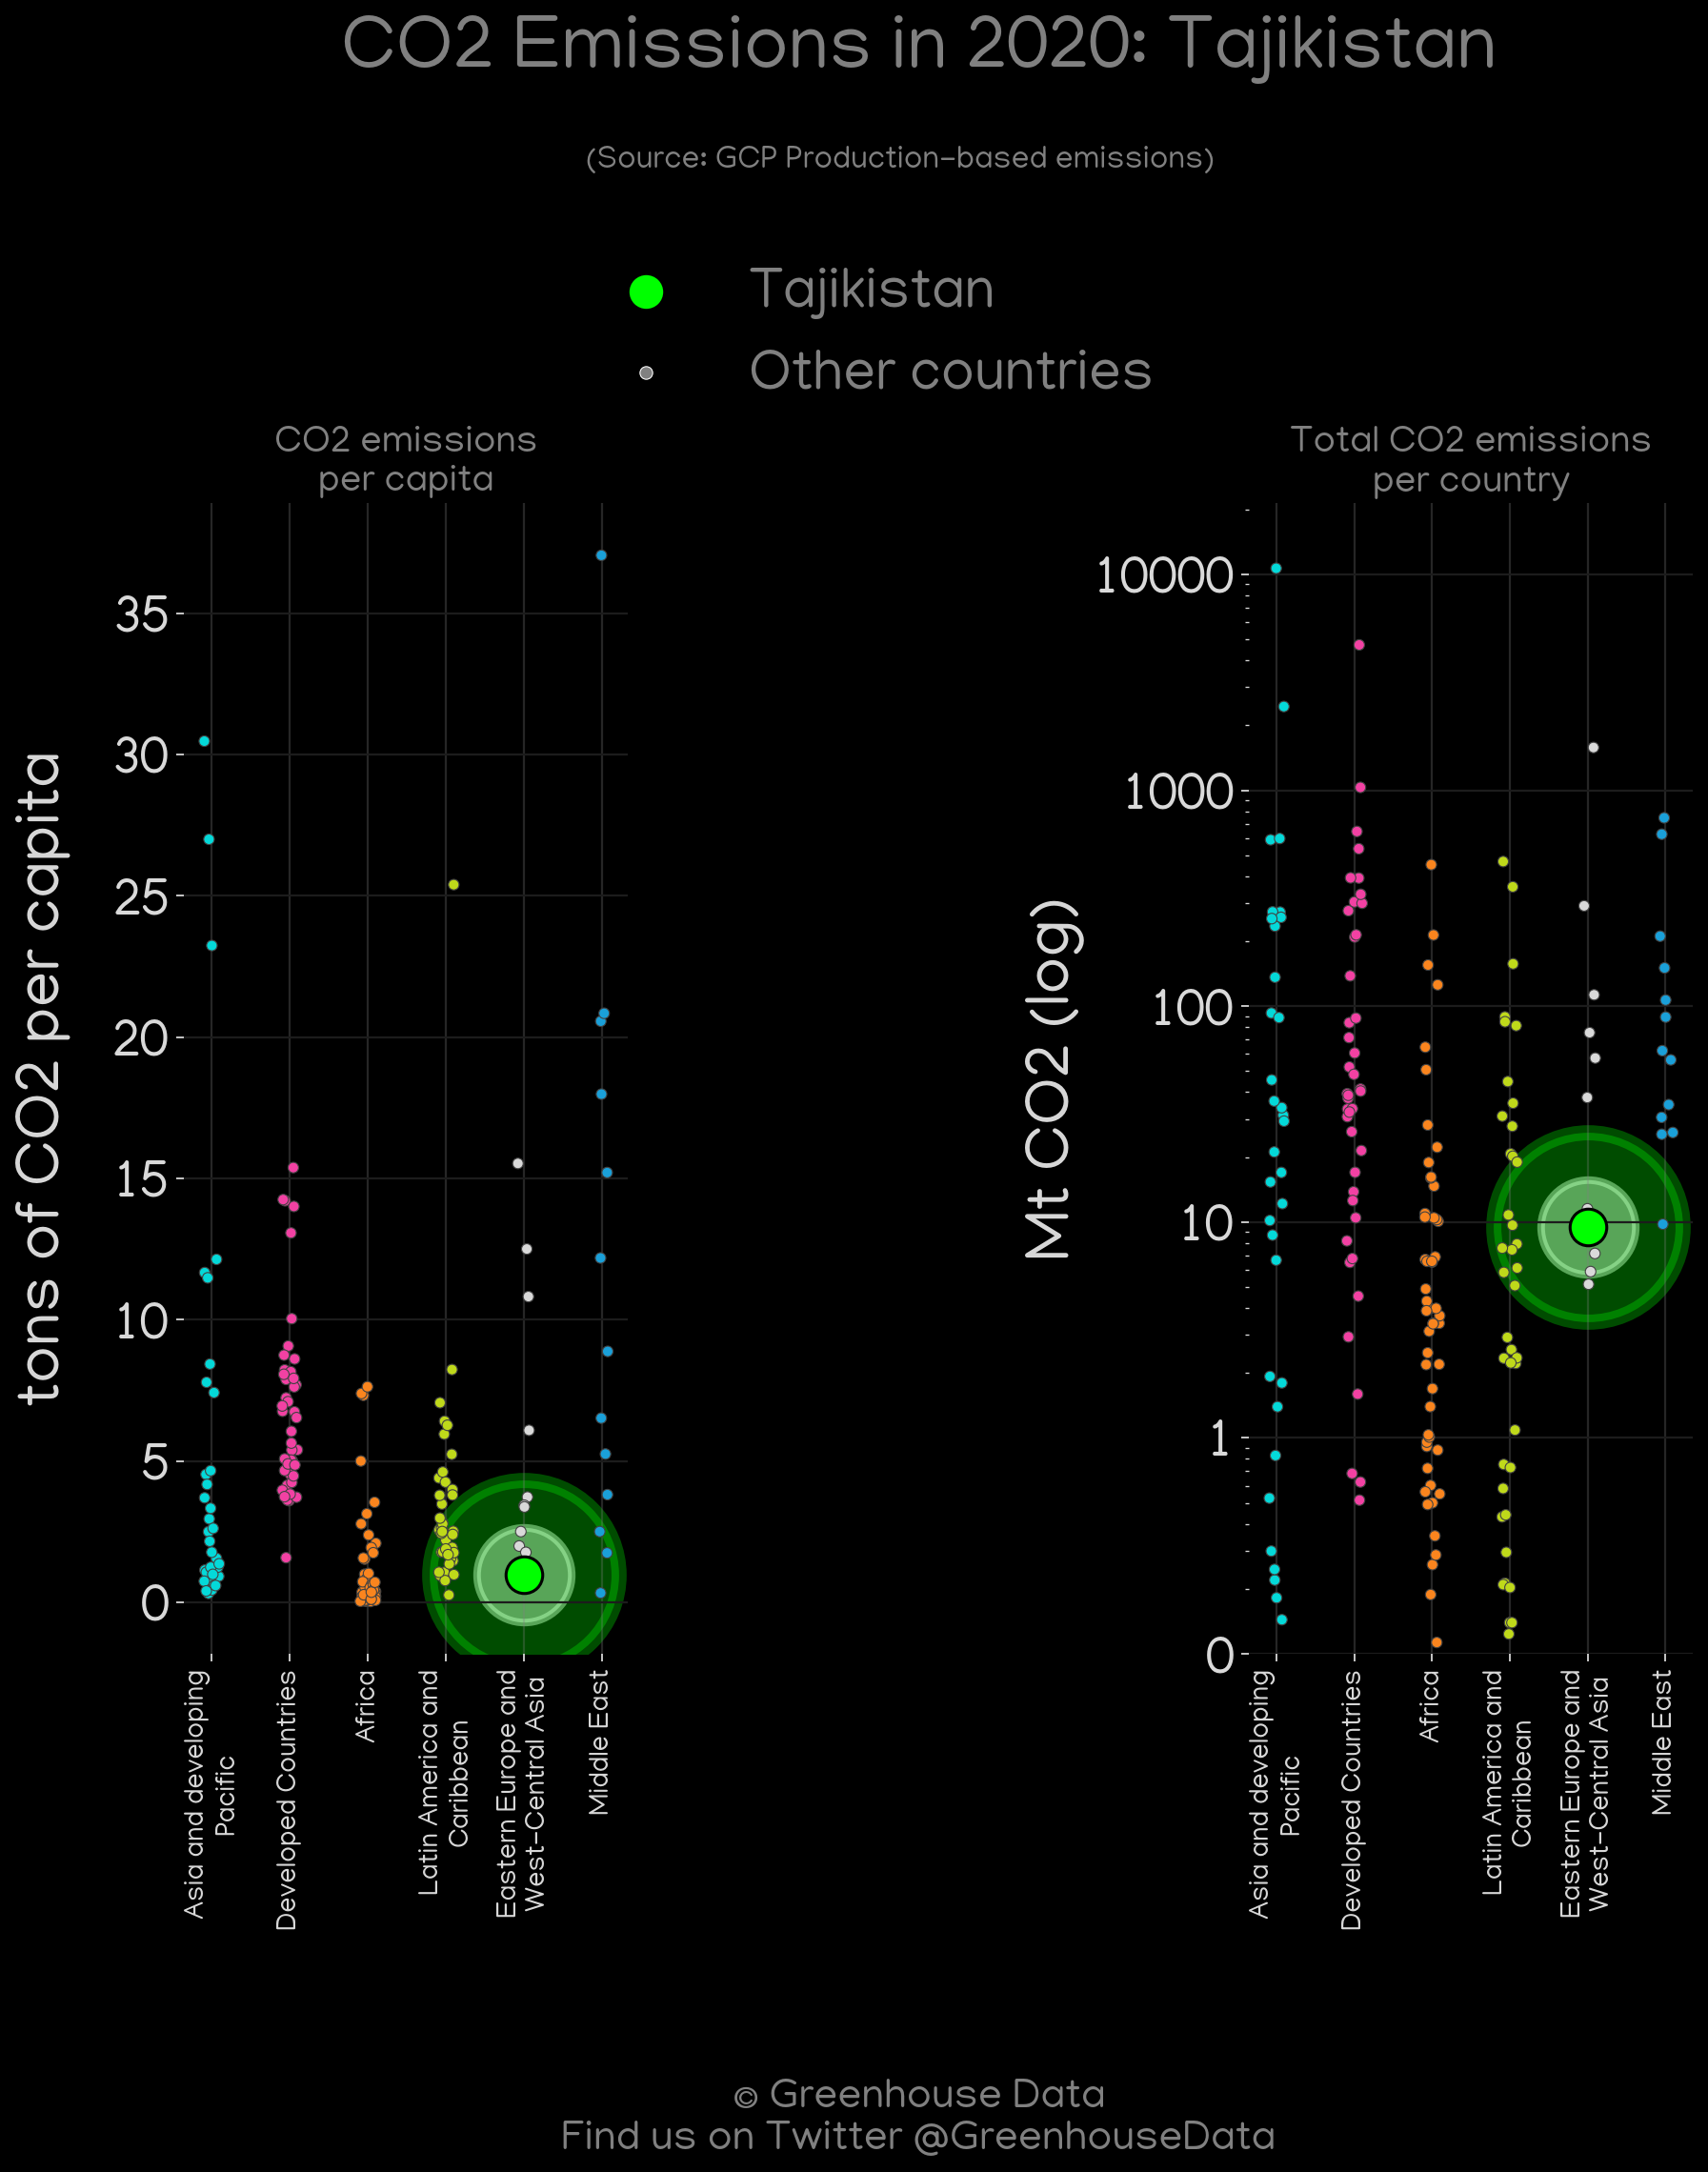 CO2 Emissions in 2020: Tajikistan
(Source: GCP Production-based emissions)
Tajikistan
Other countries
CO2 emissions
per capita
tons of CO2 per capita
35
30
25
20
15
10
5
0
Asia and developing
Pacific
Developed Countries
Africa
Latin America and
Caribbean
Eastern Europe and
West-Central Asia
Middle East
Total CO2 emissions
per country
Mt CO2 (log)
10000
1000
100
10
1
0
Asia and developing
Pacific
Developed Countries
Africa
Latin America and
Caribbean
Eastern Europe and
West-Central Asia
Middle East
© Greenhouse Data
Find us on Twitter @GreenhouseData